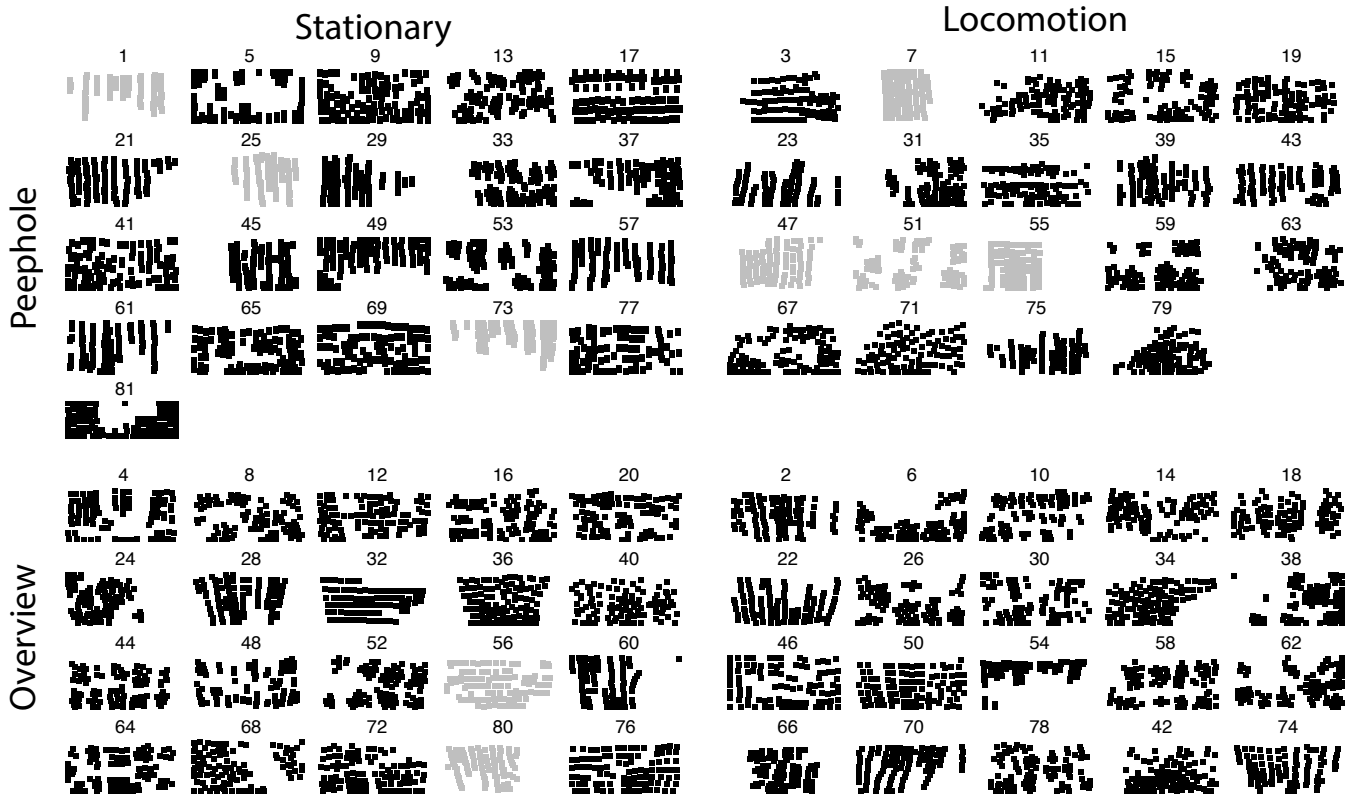 Stationary
Locomotion
1 5 9 13 17 3 7 11 15 19
21 25 29 33 37 23 31 35 39 43
Peephole
41 45 49 53 57 47 51 55 59 63
61 65 69 73 77 67 71 75 79
81
4 8 12 16 20 2 6 10 14 18
24 28 32 36 40 22 26 30 34 38
Overview
44 48 52 56 60 46 50 54 58 62
64 68 72 80 76 66 70 78 42 74